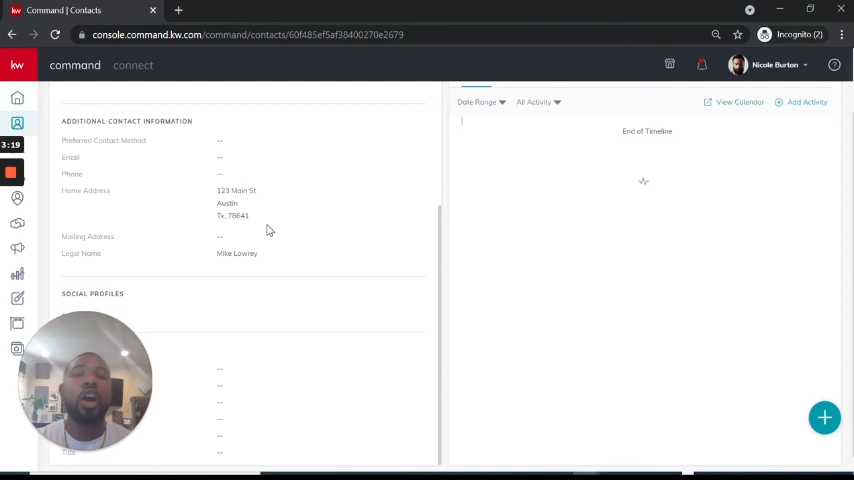 kw Command | Contacts
console.command.kw.com/command/contacts/60f485ef5af38400270e2679
Incognito (2)
kw command connect
Nicole Burton
Date Range All Activity View Calendar Add Activity
ADDITIONAL CONTACT INFORMATION
End of Timeline
Preferred Contact Method --
3:19
Email --
Phone --
Home Address 123 Main St
Austin
Tx, 78641
Mailing Address --
Legal Name Mike Lowrey
SOCIAL PROFILES
--
--
--
--
--
Title --